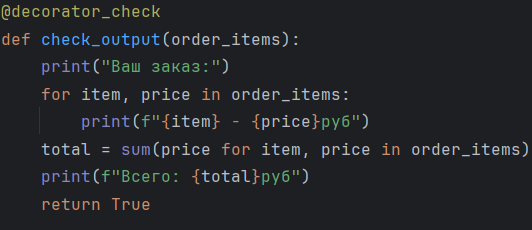 @decorator_check
def check_output(order_items):
    print("Ваш заказ:")
    for item, price in order_items:
        print(f"{item} - {price}руб")
    total = sum(price for item, price in order_items)
    print(f"Всего: {total}руб")
    return True